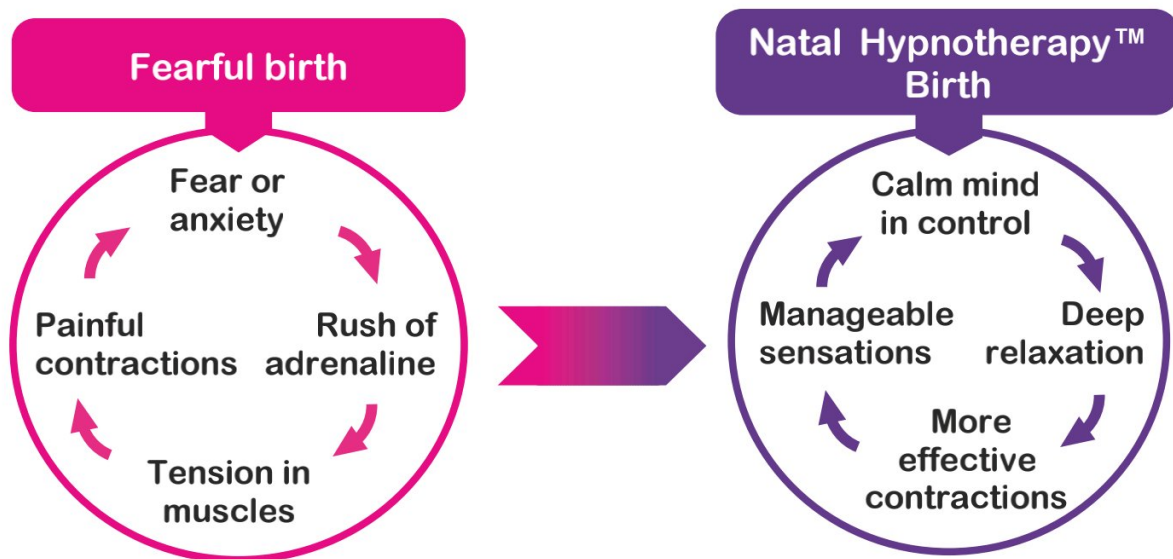 Fearful birth
Fear or
anxiety
Rush of
adrenaline
Tension in
muscles
Painful
contractions
Natal Hypnotherapy™
Birth
Calm mind
in control
Deep
relaxation
More
effective
contractions
Manageable
sensations